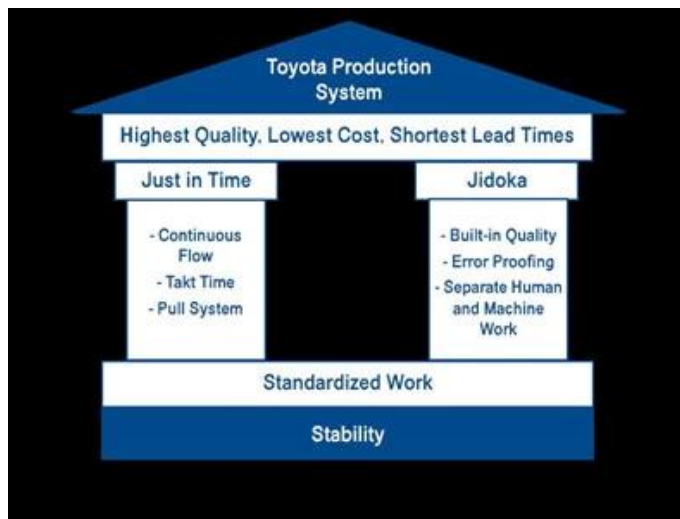 Toyota Production
System
Highest Quality, Lowest Cost, Shortest Lead Times
Just in Time
- Continuous
Flow
- Takt Time
- Pull System
Jidoka
- Built-in Quality
- Error Proofing
- Separate Human
and Machine
Work
Standardized Work
Stability